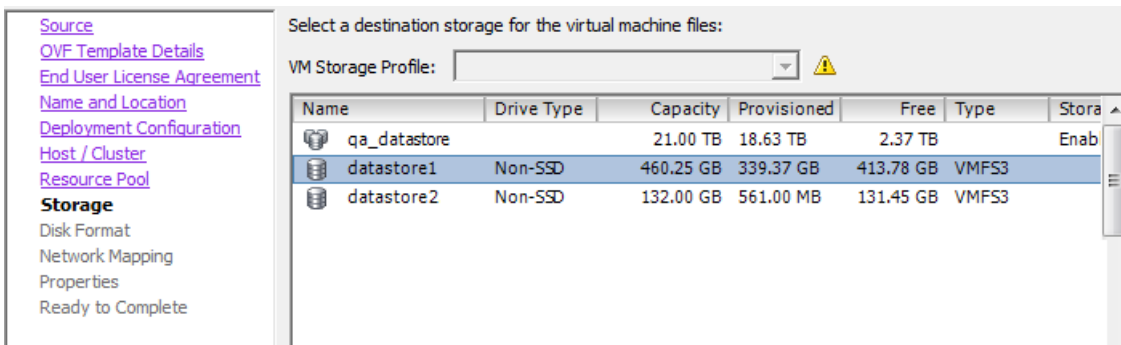 Source
OVF Template Details
End User License Agreement
Name and Location
Deployment Configuration
Host / Cluster
Resource Pool
Storage
Disk Format
Network Mapping
Properties
Ready to Complete
Select a destination storage for the virtual machine files:
VM Storage Profile:
Name Drive Type Capacity Provisioned Free Type Stora
qa_datastore 21.00 TB 18.63 TB 2.37 TB Enab
datastore1 Non-SSD 460.25 GB 339.37 GB 413.78 GB VMFS3
datastore2 Non-SSD 132.00 GB 561.00 MB 131.45 GB VMFS3